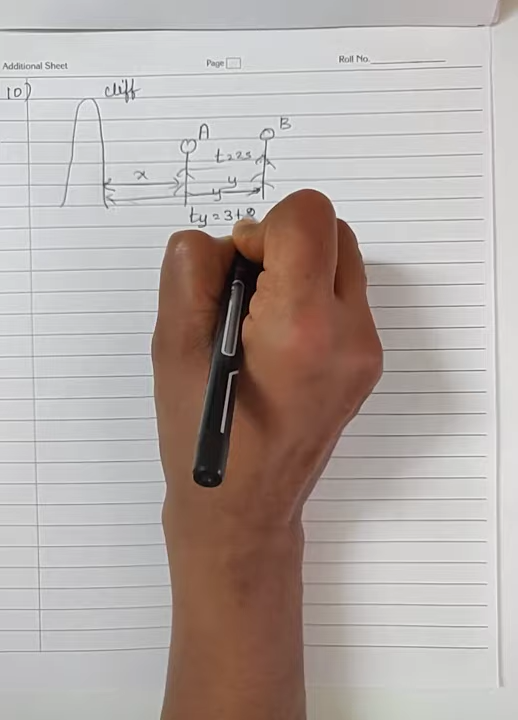 Additional Sheet Page Roll No.
10) cliff
A B
t=2s
x y
y
ty = 3+2